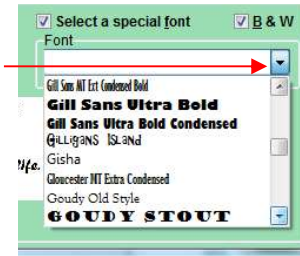 Select a special font B & W
Font
Gill Sans MT Ext Condensed Bold
Gill Sans Ultra Bold
Gill Sans Ultra Bold Condensed
Gilligans Island
Gisha
Gloucester MT Extra Condensed
life.
Goudy Old Style
GOUDY STOUT